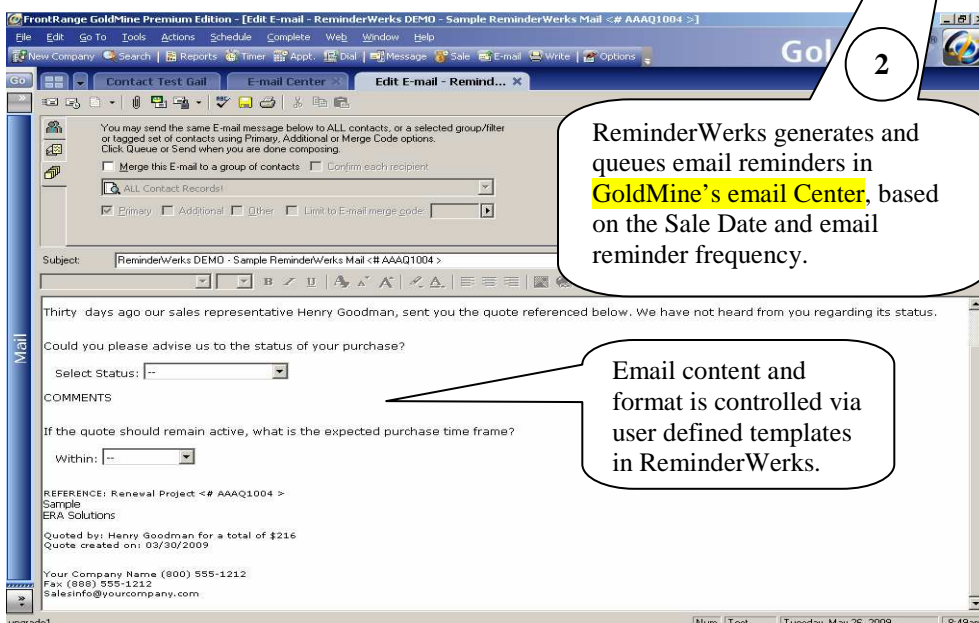 FrontRange GoldMine Premium Edition - [Edit E-mail - ReminderWerks DEMO - Sample ReminderWerks Mail <# AAAQ1004 >]
File Edit Go To Tools Actions Schedule Complete Web Window Help
New Company Search Reports Timer Appt. Dial Message Sale E-mail Write Options
Gol
2
GO
Contact Test Gail
E-mail Center
Edit E-mail - Remind...
You may send the same E-mail message below to ALL contacts, or a selected group/filter
or tagged set of contacts using Primary, Additional or Merge Code options.
Click Queue or Send when you are done composing.
Merge this E-mail to a group of contacts Confirm each recipient
ALL Contact Records!
Primary Additional Other Limit to E-mail merge code:
ReminderWerks generates and
queues email reminders in
GoldMine’s email Center, based
on the Sale Date and email
reminder frequency.
Subject: ReminderWerks DEMO - Sample ReminderWerks Mail <# AAAQ1004 >
B I U
Mail
Thirty days ago our sales representative Henry Goodman, sent you the quote referenced below. We have not heard from you regarding its status.
Could you please advise us to the status of your purchase?
Select Status: --
COMMENTS
If the quote should remain active, what is the expected purchase time frame?
Within: --
Email content and
format is controlled via
user defined templates
in ReminderWerks.
REFERENCE: Renewal Project <# AAAQ1004 >
Sample
ERA Solutions
Quoted by: Henry Goodman for a total of $216
Quote created on: 03/30/2009
Your Company Name (800) 555-1212
Fax (888) 555-1212
Salesinfo@yourcompany.com
Tuesday, May 26, 2009